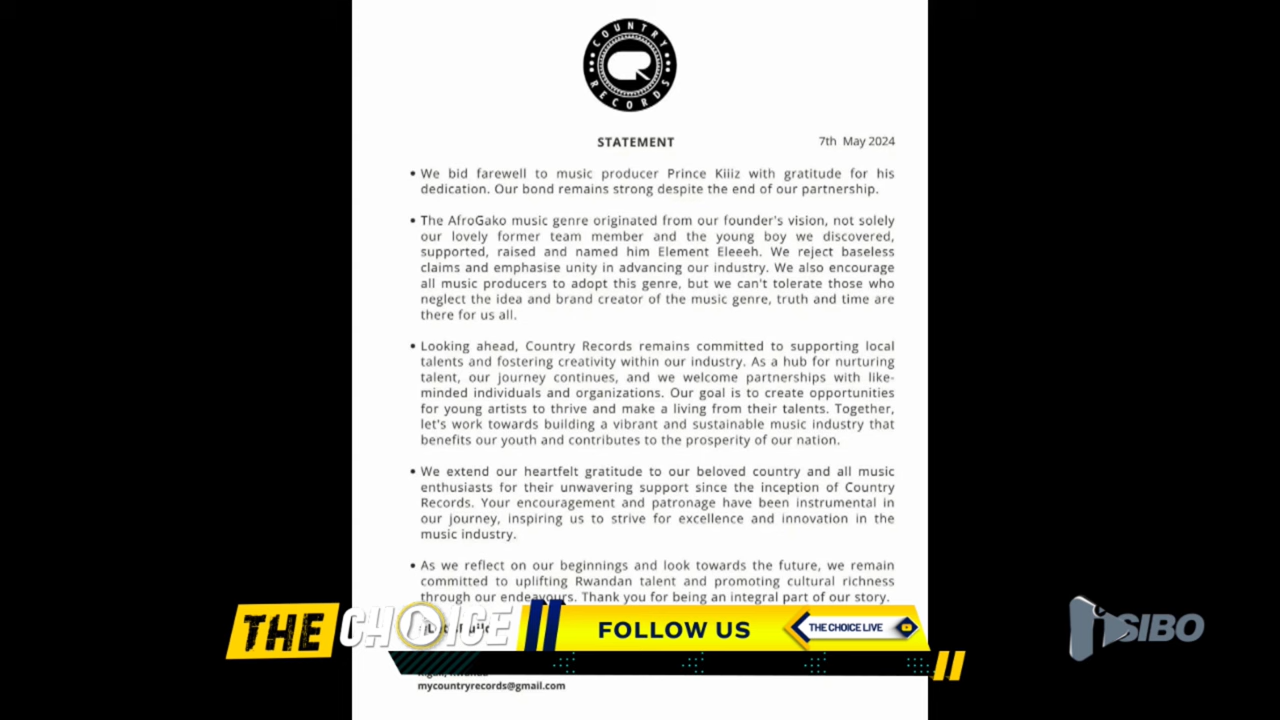 COUNTRY RECORDS
STATEMENT
7th May 2024
• We bid farewell to music producer Prince Kiiiz with gratitude for his
dedication. Our bond remains strong despite the end of our partnership.
• The AfroGako music genre originated from our founder's vision, not solely
our lovely former team member and the young boy we discovered,
supported, raised and named him Element Eleeeh. We reject baseless
claims and emphasise unity in advancing our industry. We also encourage
all music producers to adopt this genre, but we can't tolerate those who
neglect the idea and brand creator of the music genre, truth and time are
there for us all.
• Looking ahead, Country Records remains committed to supporting local
talents and fostering creativity within our industry. As a hub for nurturing
talent, our journey continues, and we welcome partnerships with like-
minded individuals and organizations. Our goal is to create opportunities
for young artists to thrive and make a living from their talents. Together,
let's work towards building a vibrant and sustainable music industry that
benefits our youth and contributes to the prosperity of our nation.
• We extend our heartfelt gratitude to our beloved country and all music
enthusiasts for their unwavering support since the inception of Country
Records. Your encouragement and patronage have been instrumental in
our journey, inspiring us to strive for excellence and innovation in the
music industry.
• As we reflect on our beginnings and look towards the future, we remain
committed to uplifting Rwandan talent and promoting cultural richness
through our endeavours. Thank you for being an integral part of our story.
THE CHOICE
FOLLOW US
THE CHOICE LIVE
ISIBO
mycountryrecords@gmail.com